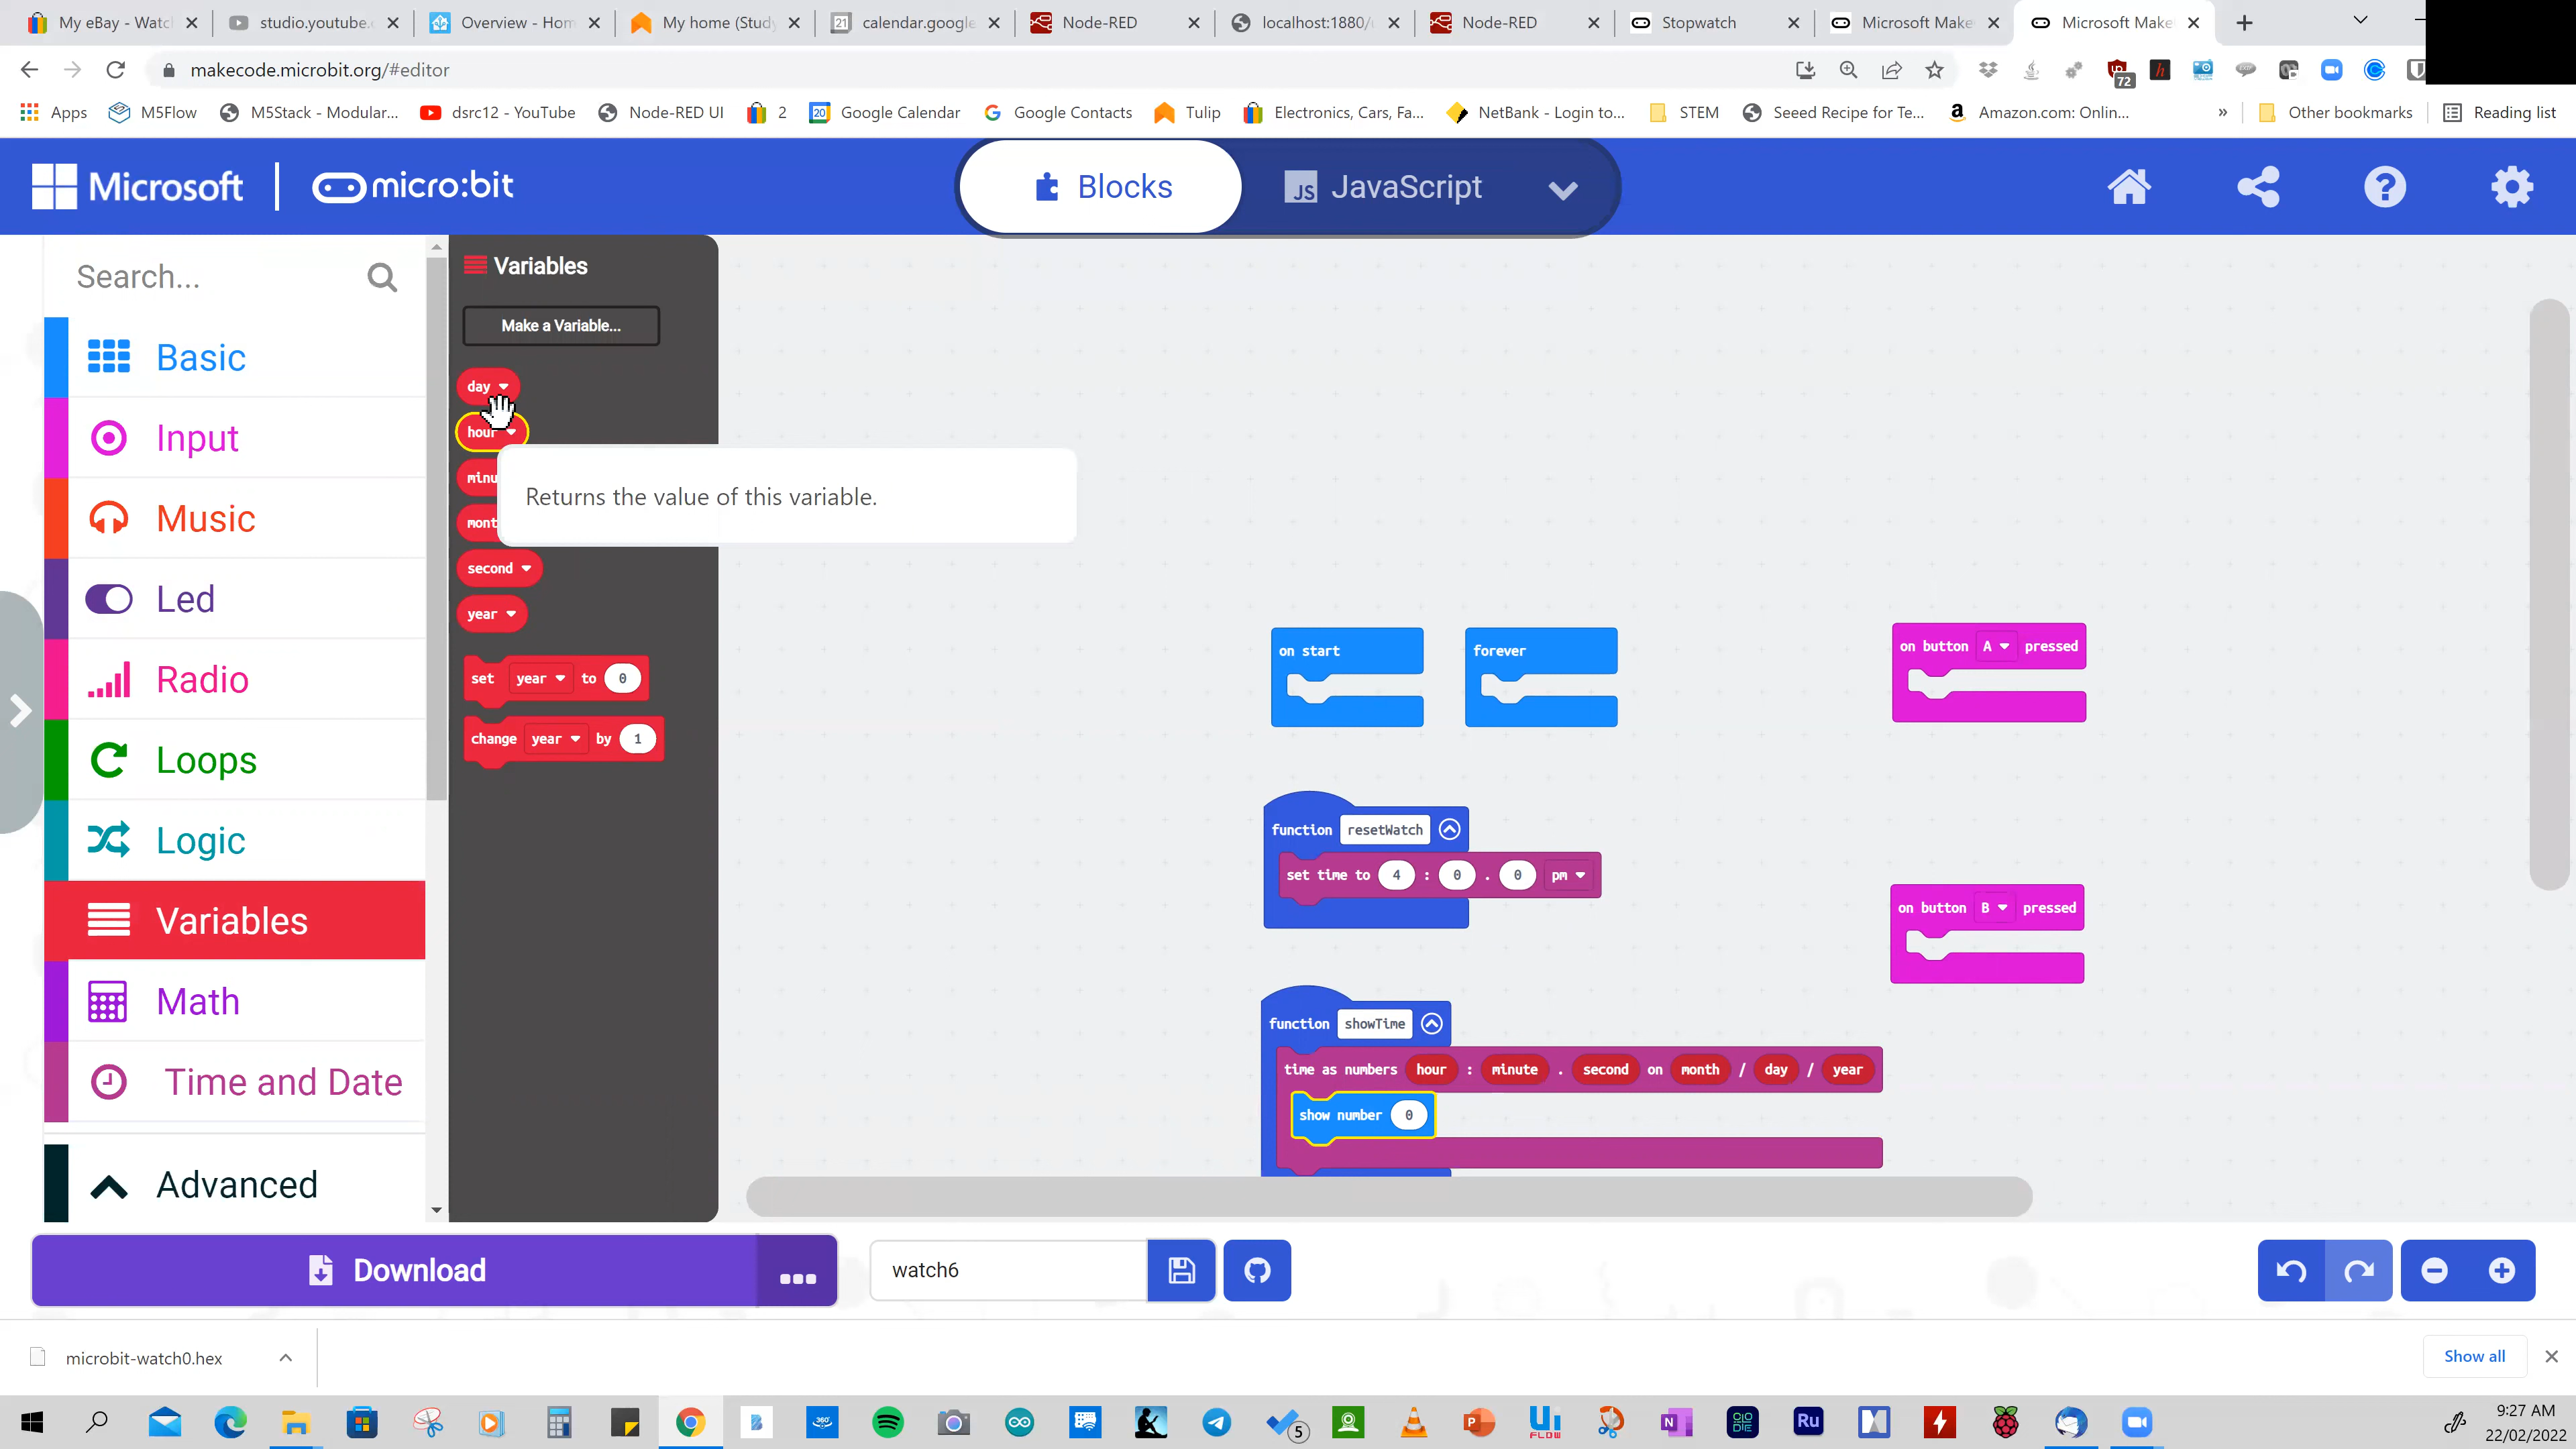 My eBay - Watc
studio.youtube.c
Overview - Hom
My home (Study
calendar.google
Node-RED
localhost:1880/
Node-RED
Stopwatch
Microsoft Make
Microsoft Make
makecode.microbit.org/#editor
72
Apps
M5Flow
M5Stack - Modular...
dsrc12 - YouTube
Node-RED UI
2
Google Calendar
Google Contacts
Tulip
Electronics, Cars, Fa...
NetBank - Login to...
STEM
Seeed Recipe for Te...
Amazon.com: Onlin...
»
Other bookmarks
Reading list
Microsoft
micro:bit
Blocks
JS JavaScript
Search...
Basic
Input
Music
Led
Radio
Loops
Logic
Variables
Math
Time and Date
Advanced
Variables
Make a Variable...
day
hour
minu
mont
Returns the value of this variable.
second
year
set year to 0
change year by 1
on start
forever
on button A pressed
function resetWatch
set time to 4 : 0 . 0 pm
on button B pressed
function showTime
time as numbers hour : minute . second on month / day / year
show number 0
Download
...
watch6
microbit-watch0.hex
Show all
5
9:27 AM
22/02/2022